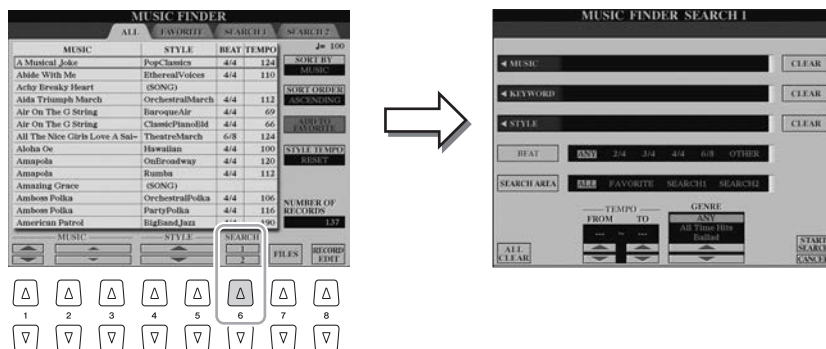 MUSIC FINDER
ALL FAVORITE SEARCH 1 SEARCH 2
MUSIC STYLE BEAT TEMPO
♩= 100
A Musical Joke PopClassics 4/4 124
Abide With Me EtherealVoices 4/4 110
Achy Breaky Heart (SONG)
Aida Triumph March OrchestralMarch 4/4 112
Air On The G String BaroqueAir 4/4 69
Air On The G String ClassicPianoBld 4/4 66
All The Nice Girls Love A Sai~ TheatreMarch 6/8 124
Aloha Oe Hawaiian 4/4 100
Amapola OnBroadway 4/4 120
Amapola Rumba 4/4 112
Amazing Grace (SONG)
Amboss Polka OrchestralPolka 4/4 106
Amboss Polka PartyPolka 4/4 116
American Patrol BigBandJazz 4/4 190
SORT BY
MUSIC
SORT ORDER
ASCENDING
ADD TO
FAVORITE
STYLE TEMPO
RESET
NUMBER OF
RECORDS
137
MUSIC STYLE SEARCH
1
2
FILES
RECORD
EDIT
1 2 3 4 5 6 7 8
MUSIC FINDER SEARCH 1
MUSIC CLEAR
KEYWORD CLEAR
STYLE CLEAR
BEAT ANY 2/4 3/4 4/4 6/8 OTHER
SEARCH AREA ALL FAVORITE SEARCH1 SEARCH2
TEMPO
FROM TO
--- ~ ---
GENRE
ANY
All Time Hits
Ballad
ALL
CLEAR
START
SEARCH
CANCEL